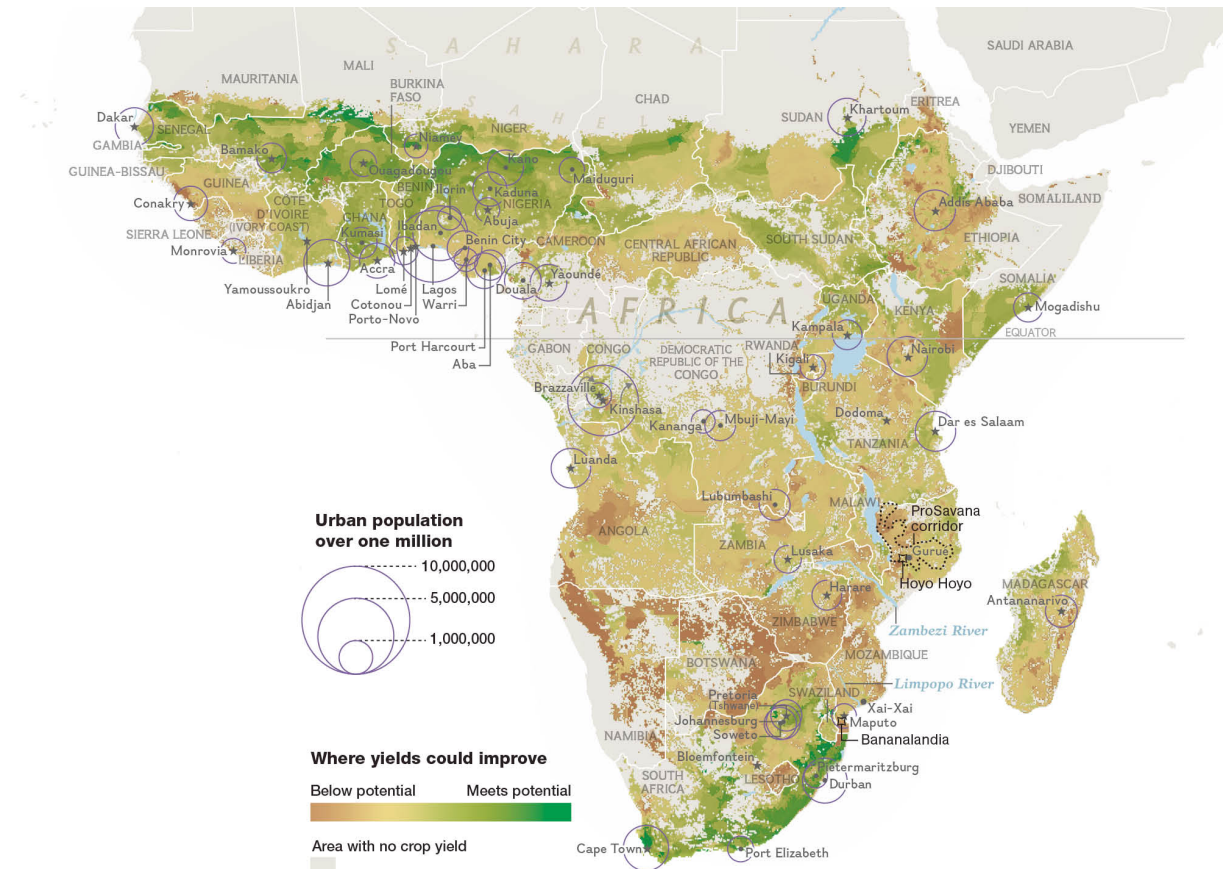 SAHARA
SAUDI ARABIA
MALI
MAURITANIA
BURKINA
FASO
CHAD
ERITREA
SAHEL
Dakar
Khartoum
SENEGAL
NIGER
SUDAN
YEMEN
Niamey
GAMBIA
Bamako
Kano
DJIBOUTI
GUINEA-BISSAU
Ouagadougou
Maiduguri
GUINEA
BENIN
Ilorin
Kaduna
SOMALILAND
TOGO
NIGERIA
Conakry
CÔTE
D'IVOIRE
(IVORY COAST)
GHANA
Ibadan
Abuja
Addis Ababa
SIERRA LEONE
Kumasi
Benin City
CAMEROON
CENTRAL AFRICAN
REPUBLIC
SOUTH SUDAN
ETHIOPIA
Monrovia
LIBERIA
Accra
Yaoundé
SOMALIA
Yamoussoukro
Abidjan
Lomé
Lagos
Douala
Cotonou
Warri
Porto-Novo
AFRICA
UGANDA
KENYA
Mogadishu
Kampala
EQUATOR
Port Harcourt
Aba
GABON
CONGO
DEMOCRATIC
REPUBLIC OF THE
CONGO
RWANDA
Kigali
Nairobi
Brazzaville
BURUNDI
Kinshasa
Kananga
Mbuji-Mayi
Dodoma
Dar es Salaam
TANZANIA
Luanda
Lubumbashi
MALAWI
ProSavana
corridor
ANGOLA
ZAMBIA
Lusaka
Gurué
Hoyo Hoyo
MADAGASCAR
Harare
Antananarivo
ZIMBABWE
Zambezi River
MOZAMBIQUE
BOTSWANA
Limpopo River
SWAZILAND
Pretoria
(Tshwane)
Xai-Xai
Johannesburg
Maputo
Soweto
Bananalandia
NAMIBIA
Bloemfontein
Pietermaritzburg
SOUTH
AFRICA
LESOTHO
Durban
Cape Town
Port Elizabeth
Urban population
over one million
10,000,000
5,000,000
1,000,000
Where yields could improve
Below potential Meets potential
Area with no crop yield